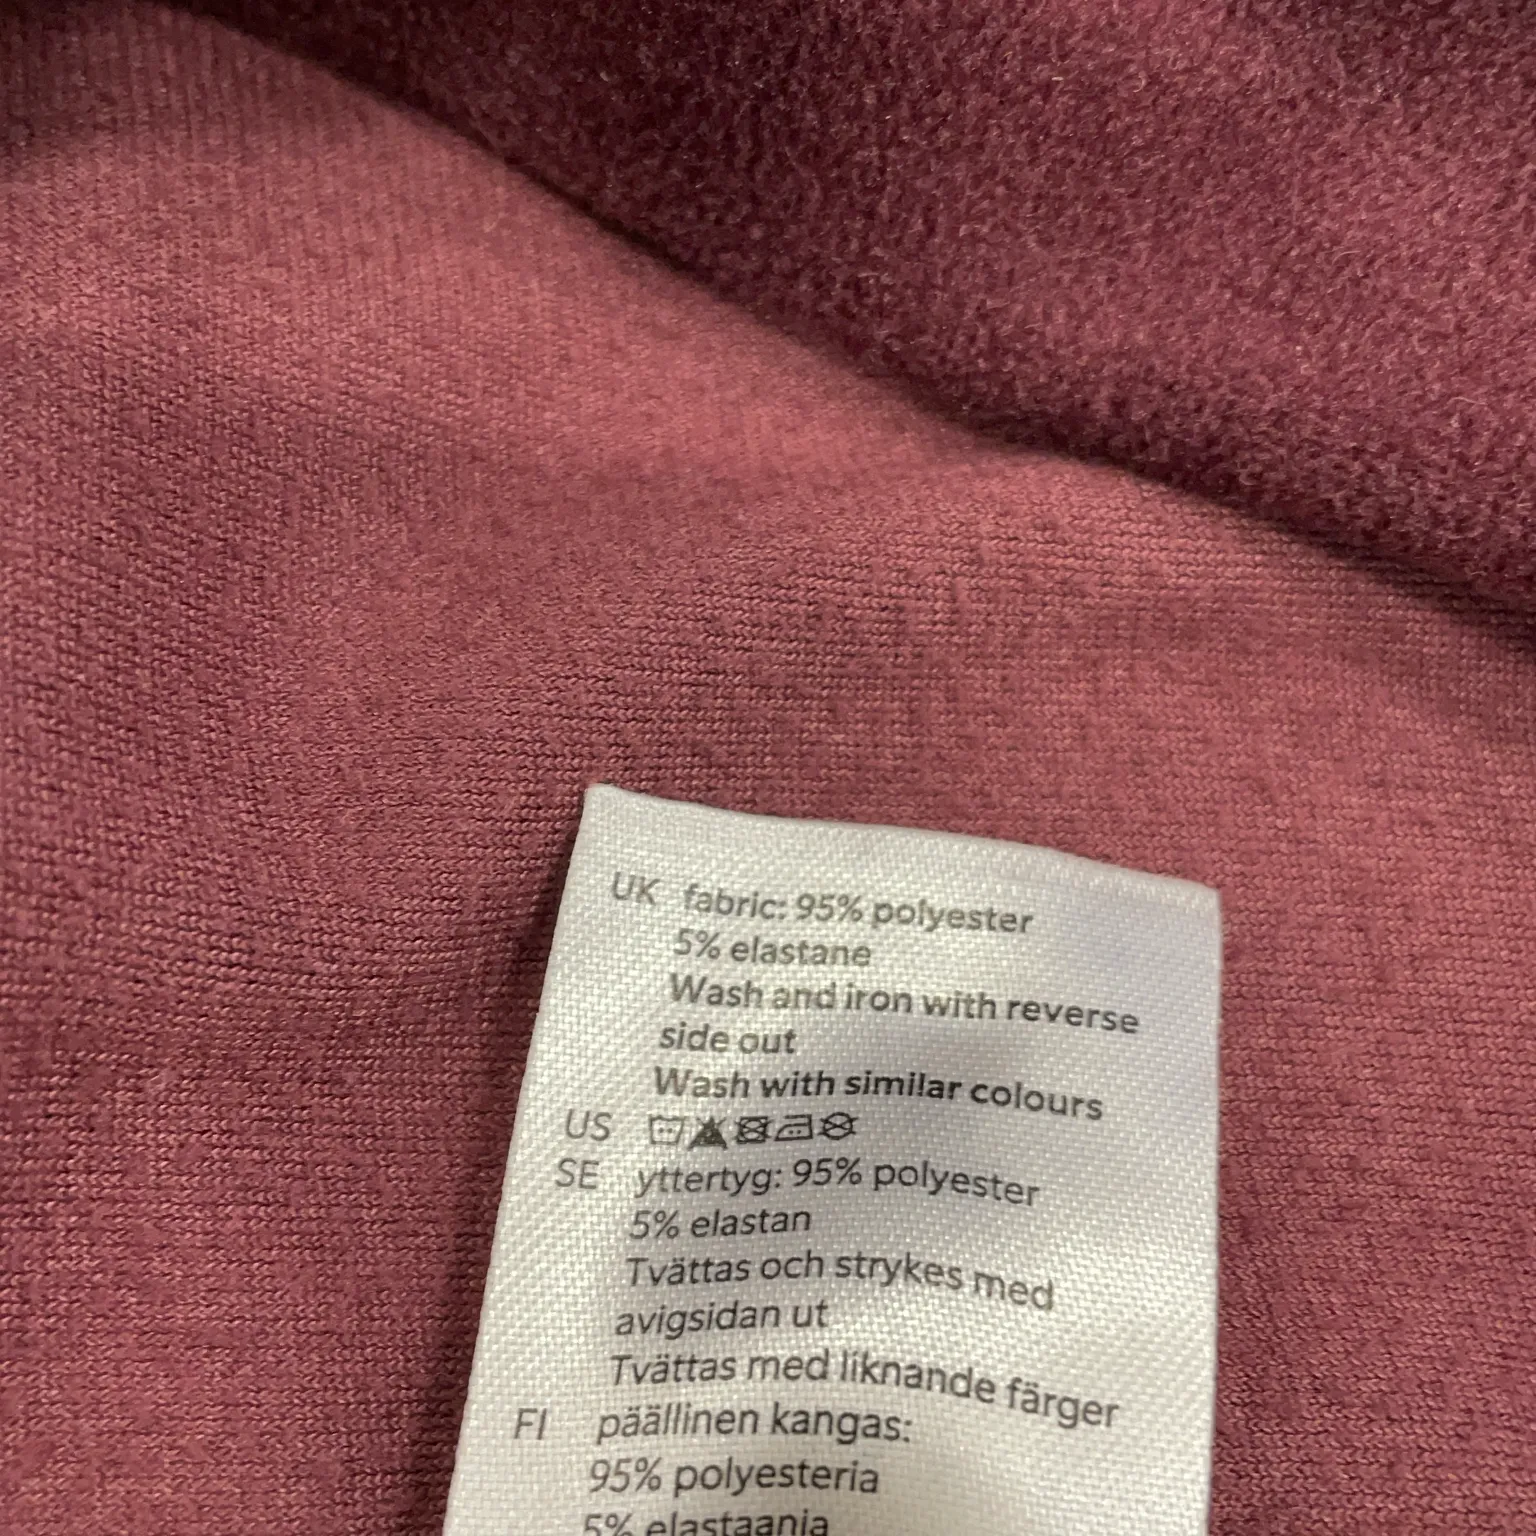 UK fabric: 95% polyester
5% elastane
Wash and iron with reverse
side out
Wash with similar colours
US
SE yttertyg: 95% polyester
5% elastan
Tvättas och strykes med
avigsidan ut
Tvättas med liknande färger
FI päällinen kangas:
95% polyesteria
5% elastaania